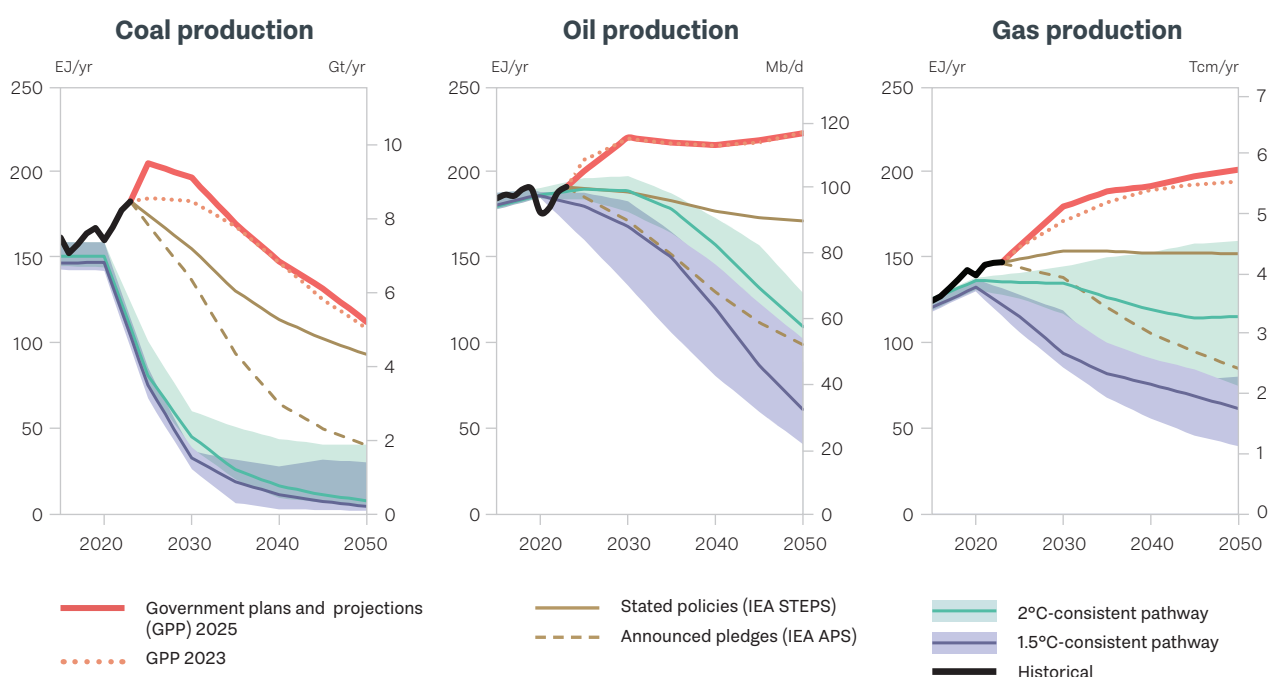 Coal production
EJ/yr Gt/yr
250
200
150
100
50
0
10
8
6
4
2
0
2020 2030 2040 2050
Oil production
EJ/yr Mb/d
250
200
150
100
50
0
120
100
80
60
40
20
0
2020 2030 2040 2050
Gas production
EJ/yr Tcm/yr
250
200
150
100
50
0
7
6
5
4
3
2
1
0
2020 2030 2040 2050
Government plans and projections
(GPP) 2025
GPP 2023
Stated policies (IEA STEPS)
Announced pledges (IEA APS)
2°C-consistent pathway
1.5°C-consistent pathway
Historical